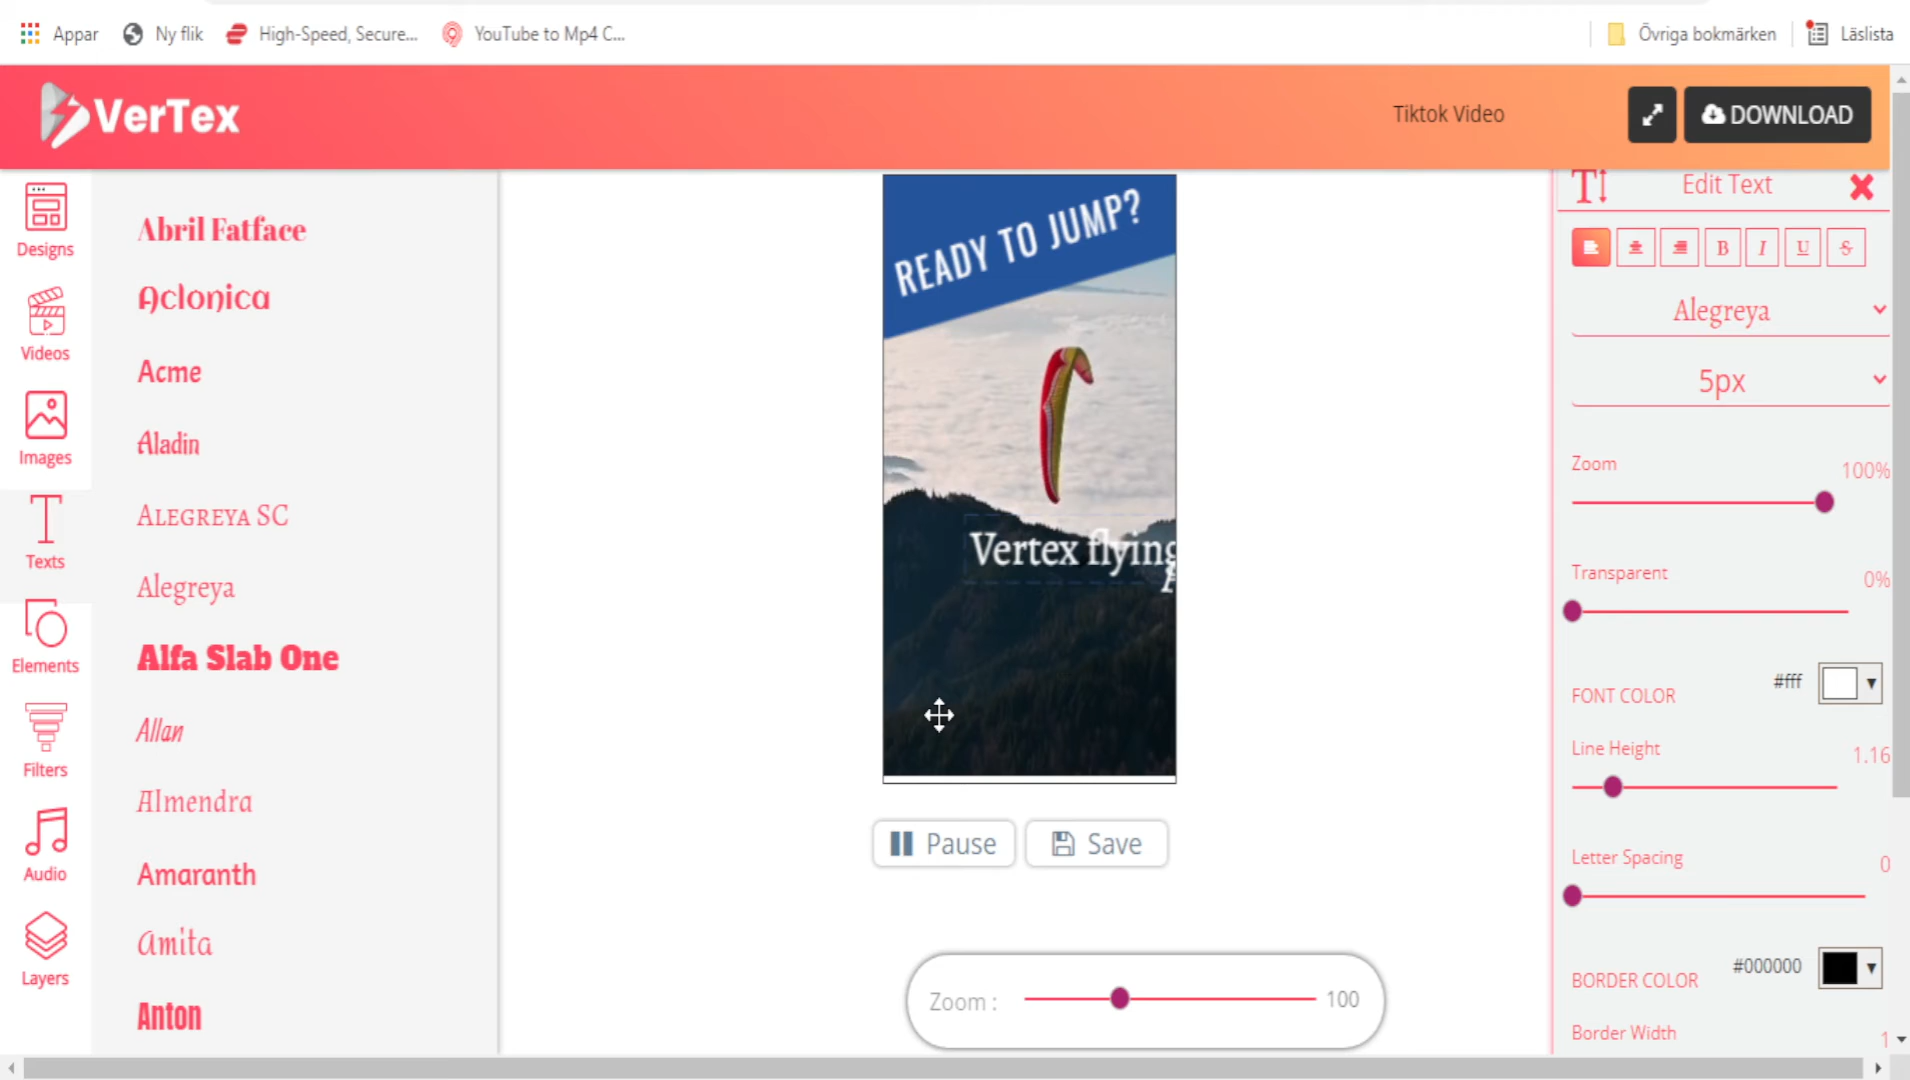 Appar
Ny flik
High-Speed, Secure...
YouTube to Mp4 C...
Övriga bokmärken
Läslista
VerTex
Tiktok Video
DOWNLOAD
Designs
Videos
Images
Texts
Elements
Filters
Audio
Layers
Abril Fatface
Aclonica
Acme
Aladin
Alegreya SC
Alegreya
Alfa Slab One
Allan
Almendra
Amaranth
Amita
Anton
READY TO JUMP?
Vertex flying
Pause
Save
Zoom :
100
Edit Text
B
I
U
S
Alegreya
5px
Zoom
100%
Transparent
0%
FONT COLOR
#fff
Line Height
1.16
Letter Spacing
0
BORDER COLOR
#000000
Border Width
1